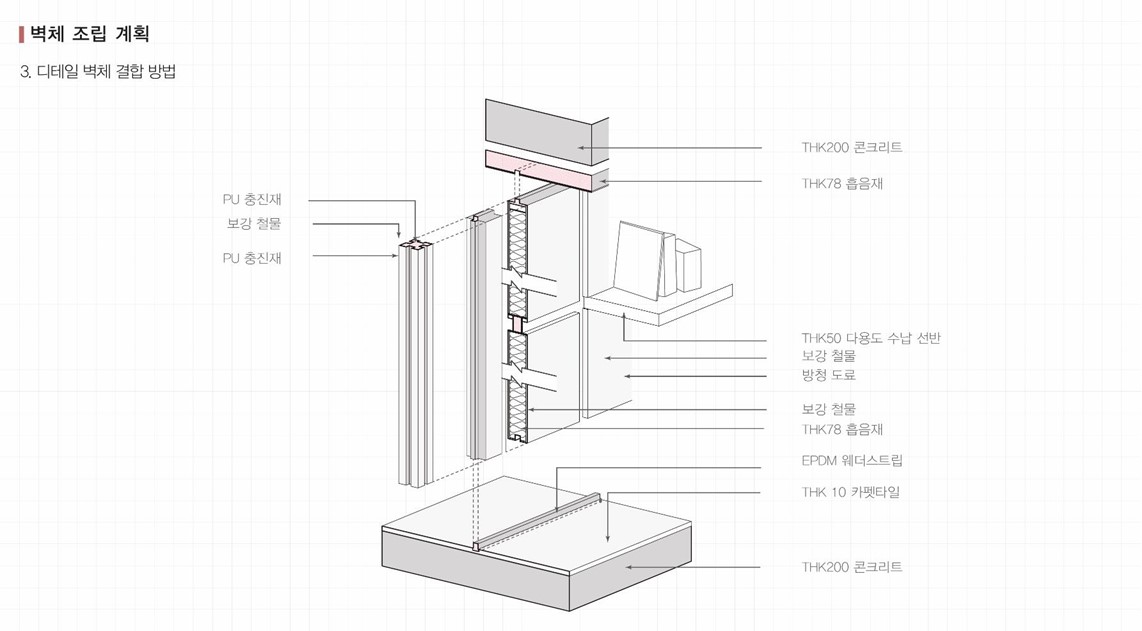 벽체 조립 계획
3. 디테일 벽체 결합 방법
THK200 콘크리트
THK78 흡음재
PU 충진재
보강 철물
PU 충진재
THK50 다용도 수납 선반
보강 철물
방청 도료
보강 철물
THK78 흡음재
EPDM 웨더스트립
THK 10 카펫타일
THK200 콘크리트